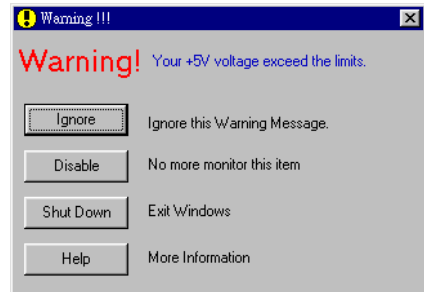 Warning !!!
Warning! Your +5V voltage exceed the limits.
Ignore Ignore this Warning Message.
Disable No more monitor this item
Shut Down Exit Windows
Help More Information